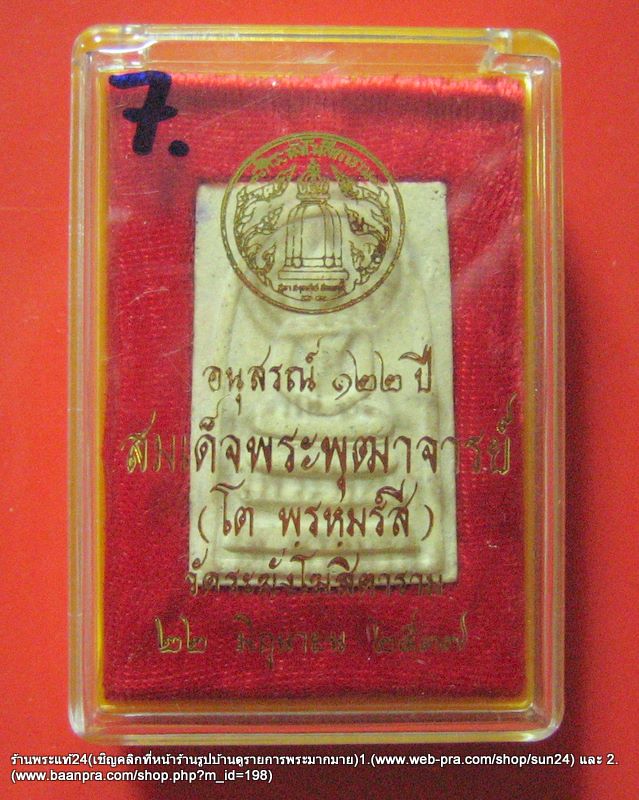 7.
อนุสรณ์ ๑๒๒ ปี
สมเด็จพระพุฒาจารย์
(โต พฺรหฺมรํสี)
วัดระฆังโฆสิตาราม
๒๒ มิถุนายน ๒๕๓๗
ร้านพระแท้24(เชิญคลิกที่หน้าร้านรูปบ้านดูรายการพระมากมาย)1.(www.web-pra.com/shop/sun24) และ 2.
(www.baanpra.com/shop.php?m_id=198)